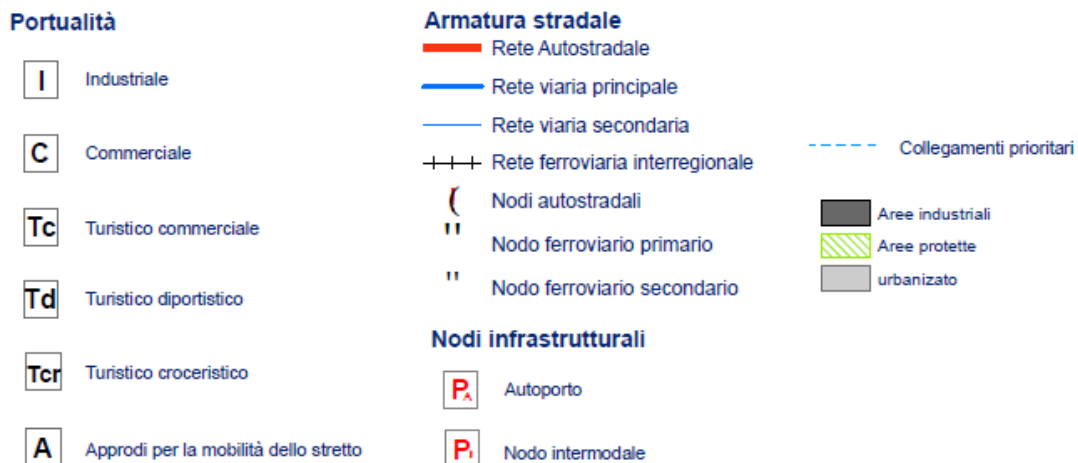 Portualità
I Industriale
C Commerciale
Tc Turistico commerciale
Td Turistico diportistico
Tcr Turistico croceristico
A Approdi per la mobilità dello stretto
Armatura stradale
Rete Autostradale
Rete viaria principale
Rete viaria secondaria
Rete ferroviaria interregionale
( Nodi autostradali
'' Nodo ferroviario primario
'' Nodo ferroviario secondario
Nodi infrastrutturali
PA Autoporto
PI Nodo intermodale
Collegamenti prioritari
Aree industriali
Aree protette
urbanizato